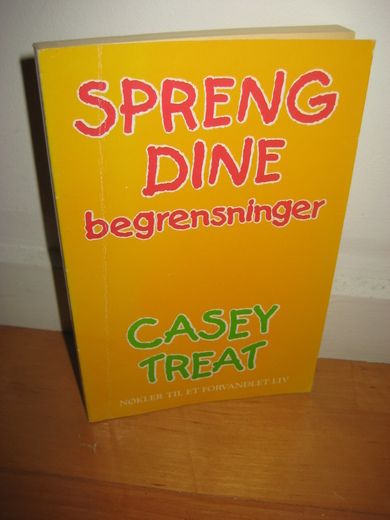 SPRENG
DINE
begrensninger
CASEY
TREAT
NØKLER TIL ET FORVANDLET LIV